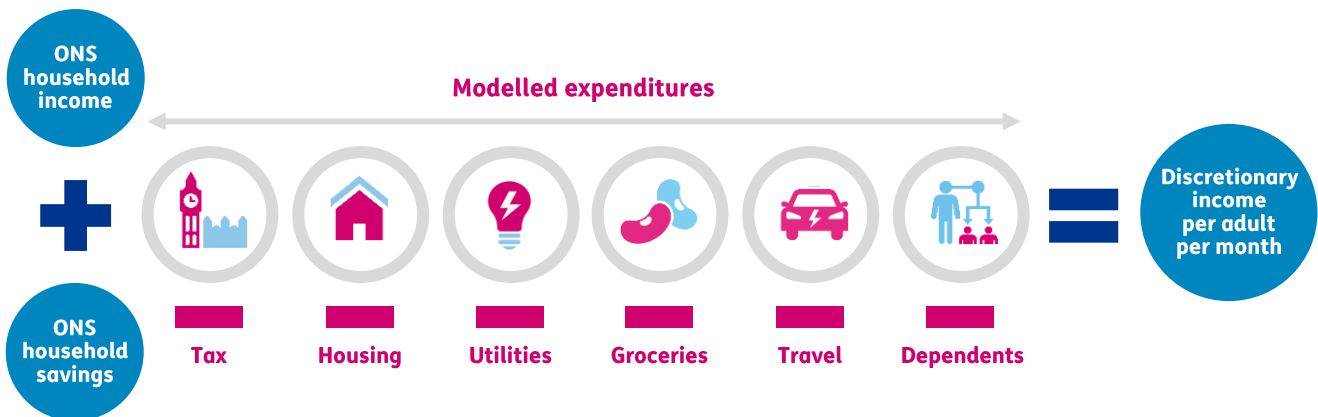 ONS
household
income
Modelled expenditures
Discretionary
income
per adult
per month
ONS
household
savings
Tax
Housing
Utilities
Groceries
Travel
Dependents